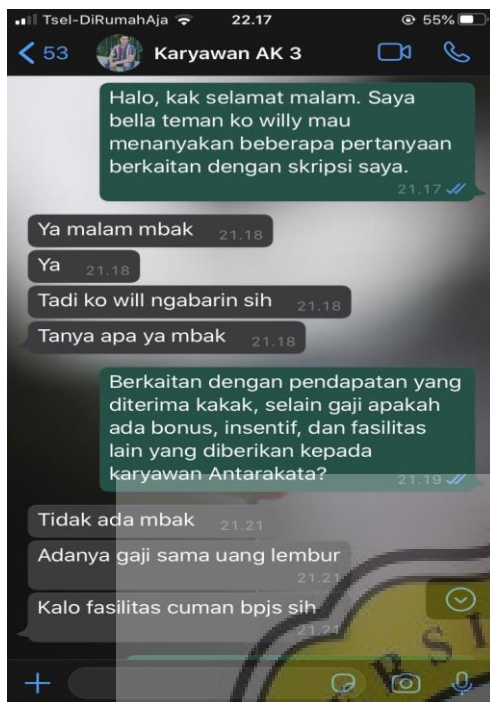 Tsel-DiRumahAja
22.17
55%
53
Karyawan AK 3
Halo, kak selamat malam. Saya
bella teman ko willy mau
menanyakan beberapa pertanyaan
berkaitan dengan skripsi saya.
21.17
Ya malam mbak 21.18
Ya 21.18
Tadi ko will ngabarin sih 21.18
Tanya apa ya mbak 21.18
Berkaitan dengan pendapatan yang
diterima kakak, selain gaji apakah
ada bonus, insentif, dan fasilitas
lain yang diberikan kepada
karyawan Antarakata?
21.19
Tidak ada mbak 21.21
Adanya gaji sama uang lembur
21.21
Kalo fasilitas cuman bpjs sih
21.21
R S I